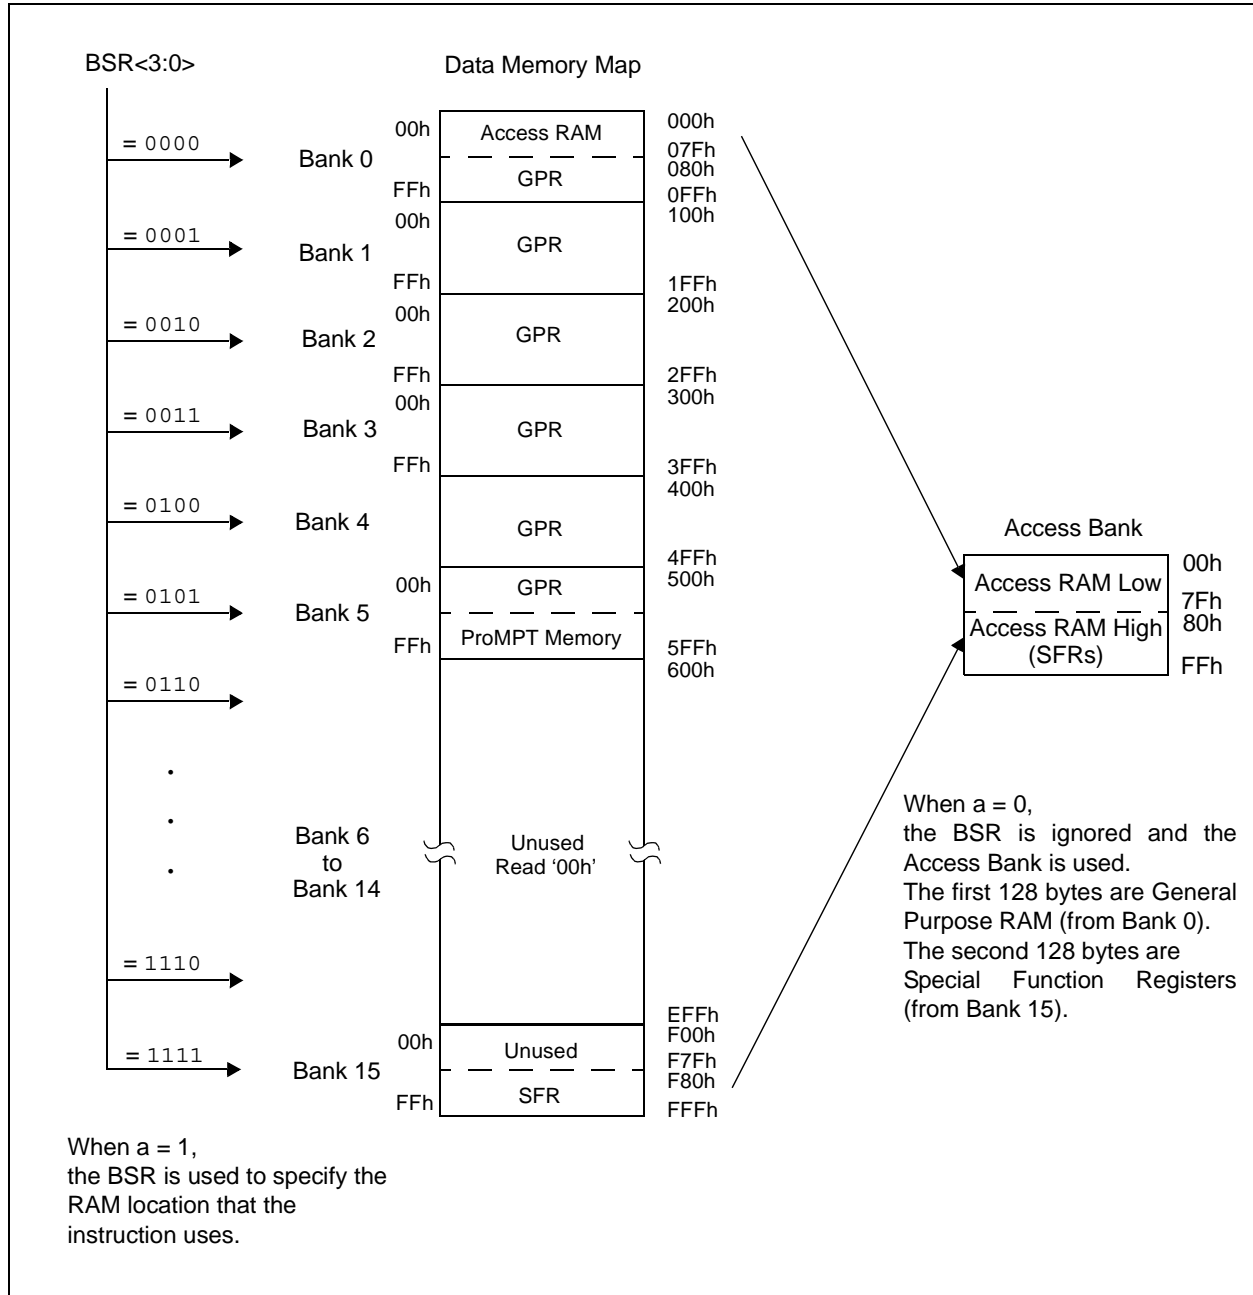 BSR<3:0>
Data Memory Map
= 0000
Bank 0
00h
Access RAM
000h
07Fh
080h
FFh
GPR
0FFh
100h
= 0001
Bank 1
00h
GPR
FFh
1FFh
200h
= 0010
Bank 2
00h
GPR
FFh
2FFh
300h
= 0011
Bank 3
00h
GPR
FFh
3FFh
400h
= 0100
Bank 4
GPR
4FFh
500h
= 0101
Bank 5
00h
GPR
FFh
ProMPT Memory
5FFh
600h
= 0110
.
.
.
Bank 6
to
Bank 14
Unused
Read ‘00h’
= 1110
EFFh
F00h
= 1111
Bank 15
00h
Unused
F7Fh
F80h
FFh
SFR
FFFh
Access Bank
Access RAM Low
00h
7Fh
Access RAM High
(SFRs)
80h
FFh
When a = 0,
the BSR is ignored and the
Access Bank is used.
The first 128 bytes are General
Purpose RAM (from Bank 0).
The second 128 bytes are
Special Function Registers
(from Bank 15).
When a = 1,
the BSR is used to specify the
RAM location that the
instruction uses.